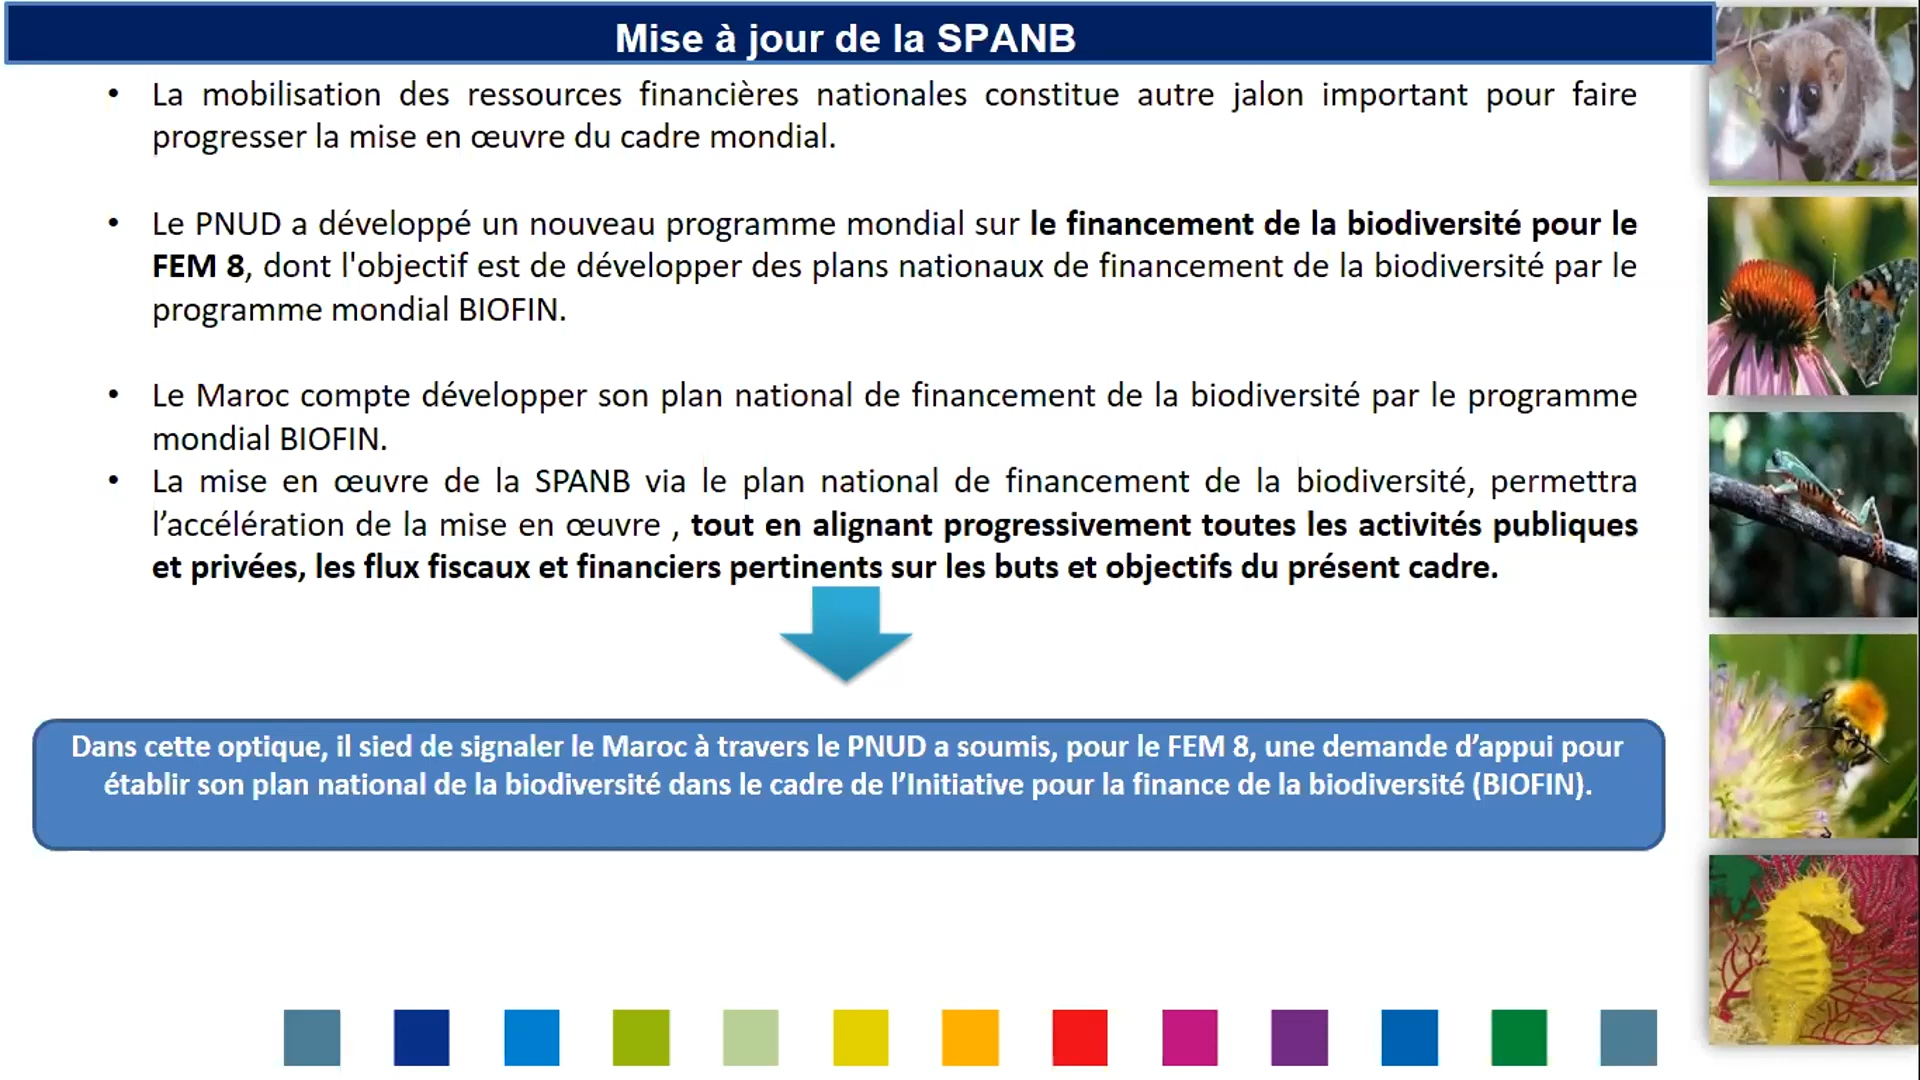 Mise à jour de la SPANB
• La mobilisation des ressources financières nationales constitue autre jalon important pour faire
progresser la mise en œuvre du cadre mondial.
• Le PNUD a développé un nouveau programme mondial sur le financement de la biodiversité pour le
FEM 8, dont l'objectif est de développer des plans nationaux de financement de la biodiversité par le
programme mondial BIOFIN.
• Le Maroc compte développer son plan national de financement de la biodiversité par le programme
mondial BIOFIN.
• La mise en œuvre de la SPANB via le plan national de financement de la biodiversité, permettra
l’accélération de la mise en œuvre , tout en alignant progressivement toutes les activités publiques
et privées, les flux fiscaux et financiers pertinents sur les buts et objectifs du présent cadre.
Dans cette optique, il sied de signaler le Maroc à travers le PNUD a soumis, pour le FEM 8, une demande d’appui pour
établir son plan national de la biodiversité dans le cadre de l’Initiative pour la finance de la biodiversité (BIOFIN).